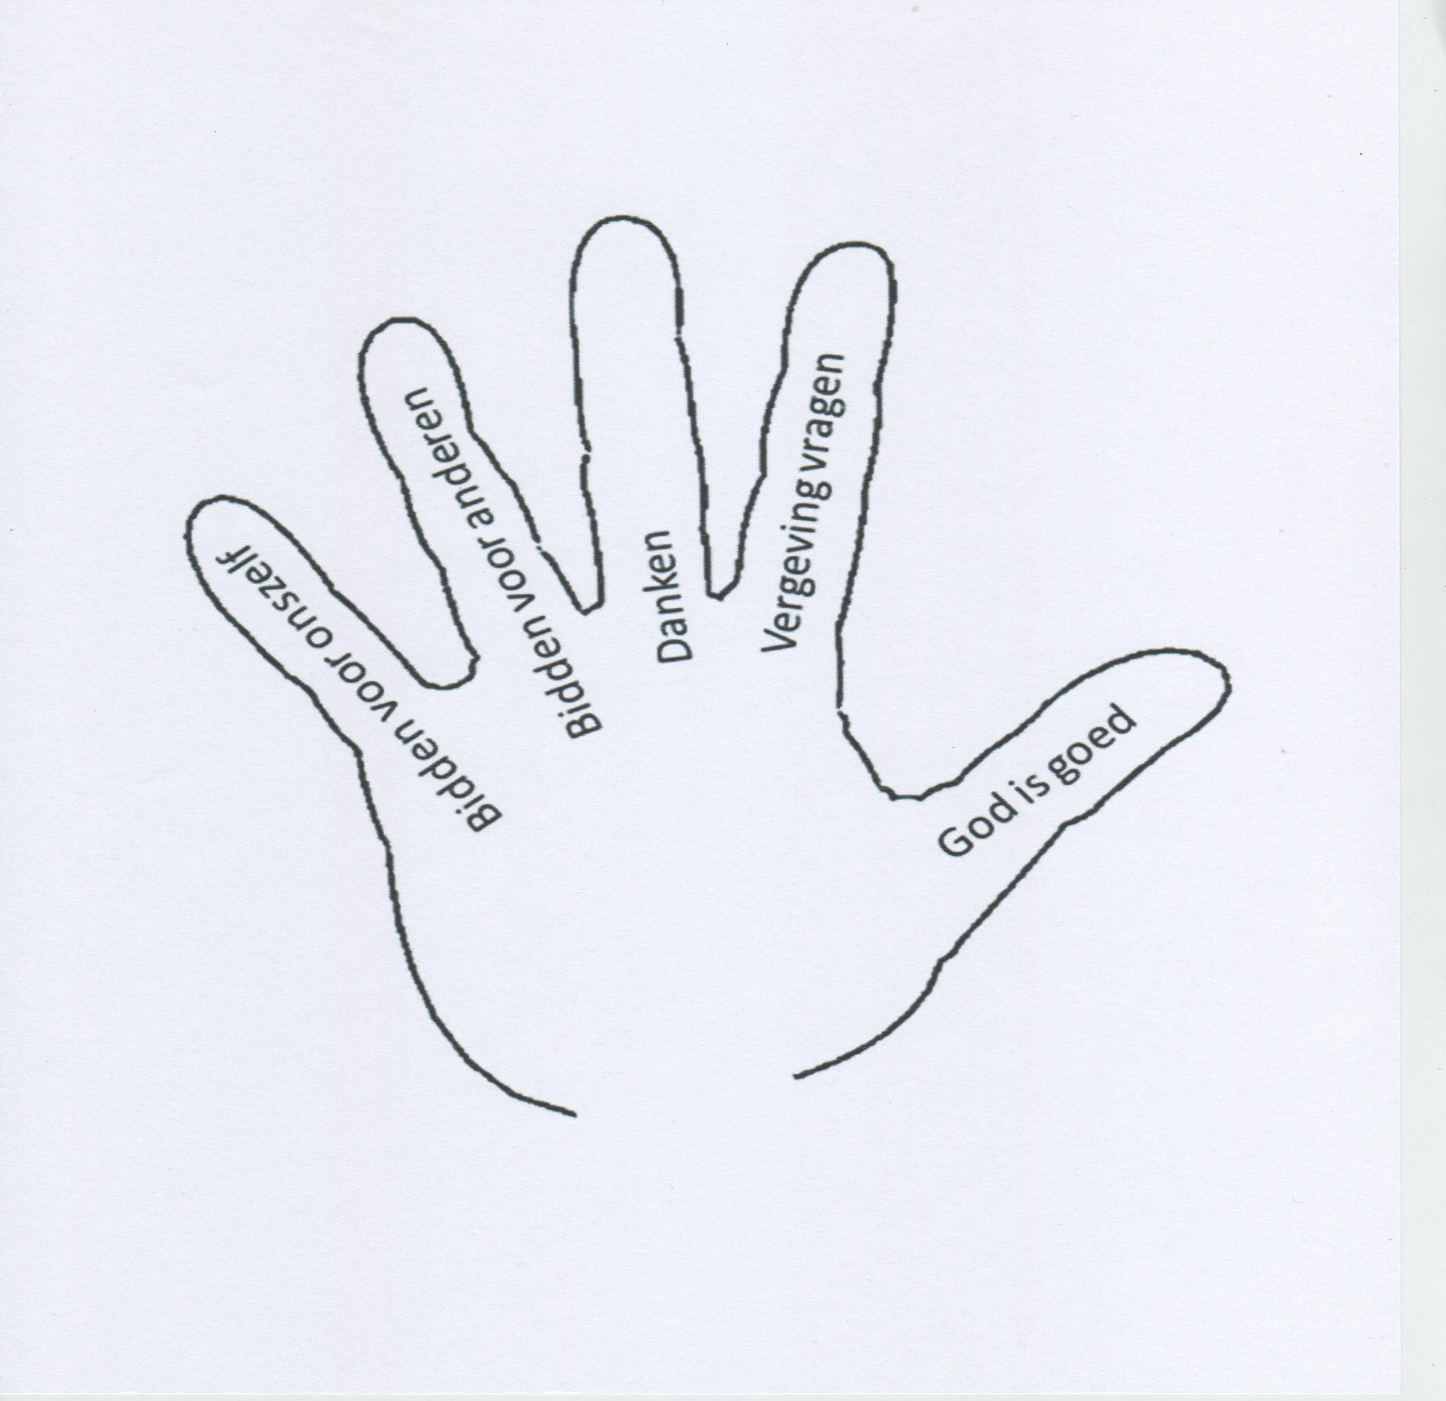 Bidden voor onszelf
Bidden voor anderen
Danken
Vergeving vragen
God is goed